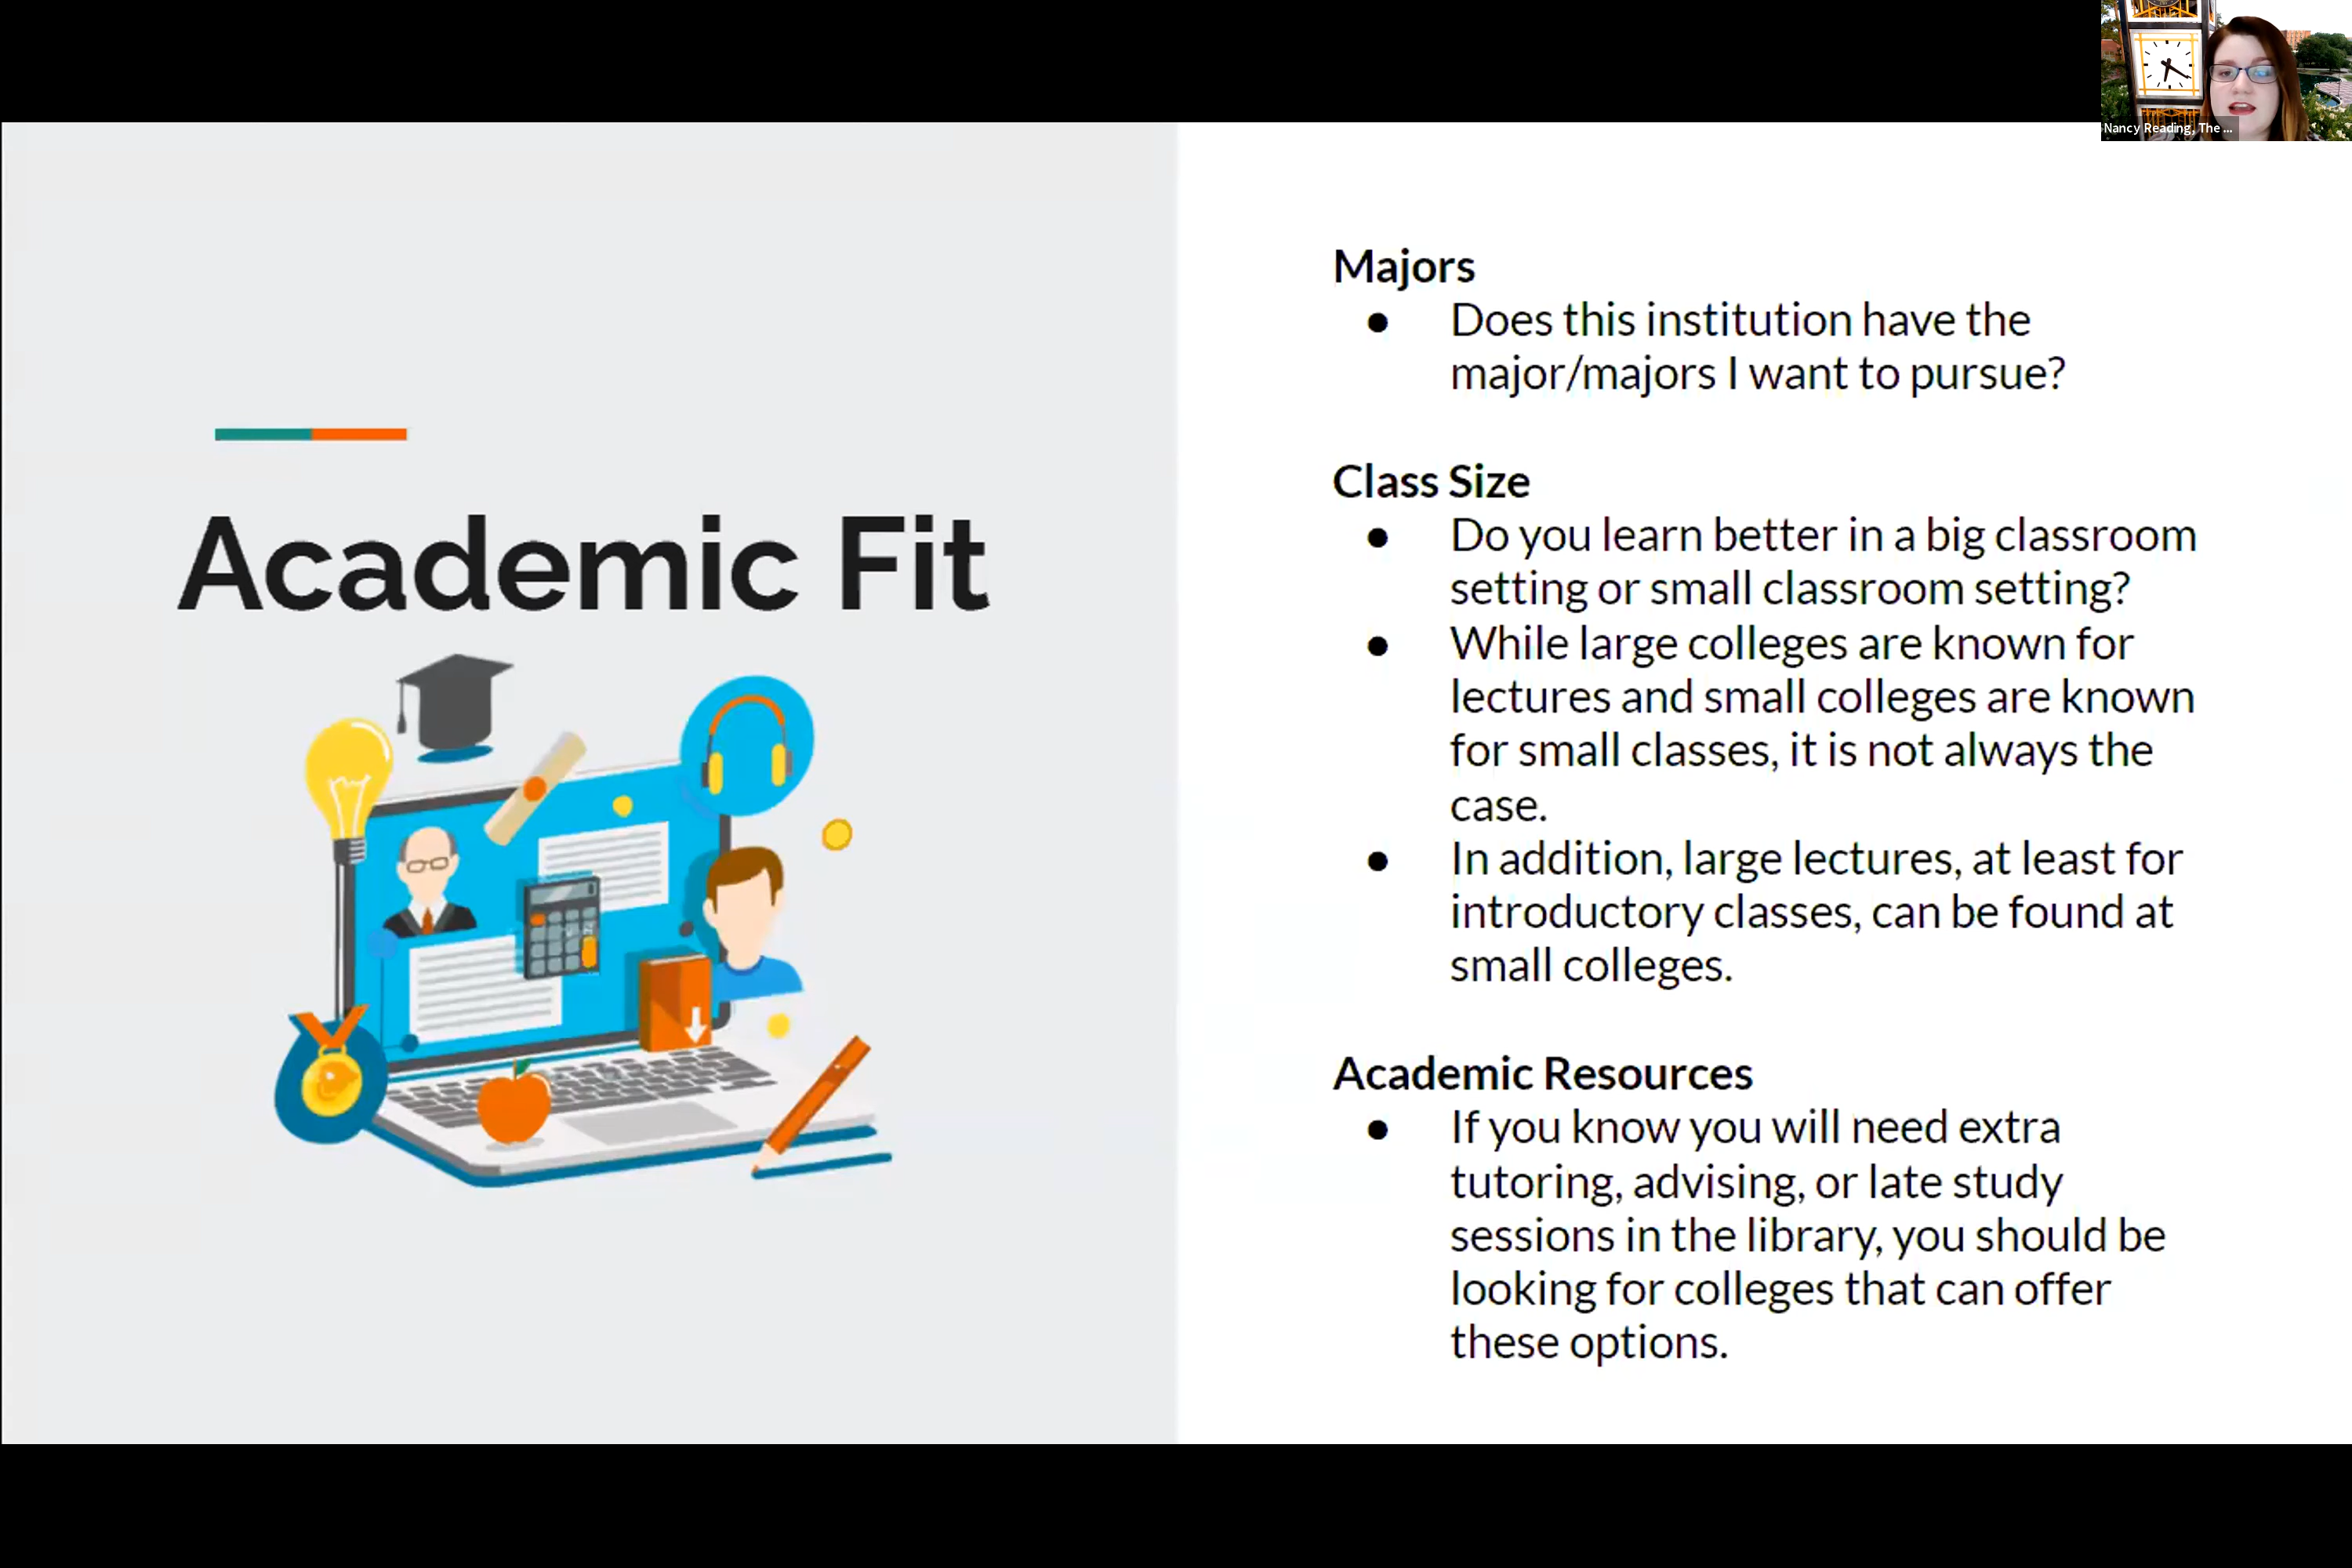 Nancy Reading, The ...
Academic Fit
Majors
● Does this institution have the
major/majors I want to pursue?
Class Size
● Do you learn better in a big classroom
setting or small classroom setting?
● While large colleges are known for
lectures and small colleges are known
for small classes, it is not always the
case.
● In addition, large lectures, at least for
introductory classes, can be found at
small colleges.
Academic Resources
● If you know you will need extra
tutoring, advising, or late study
sessions in the library, you should be
looking for colleges that can offer
these options.